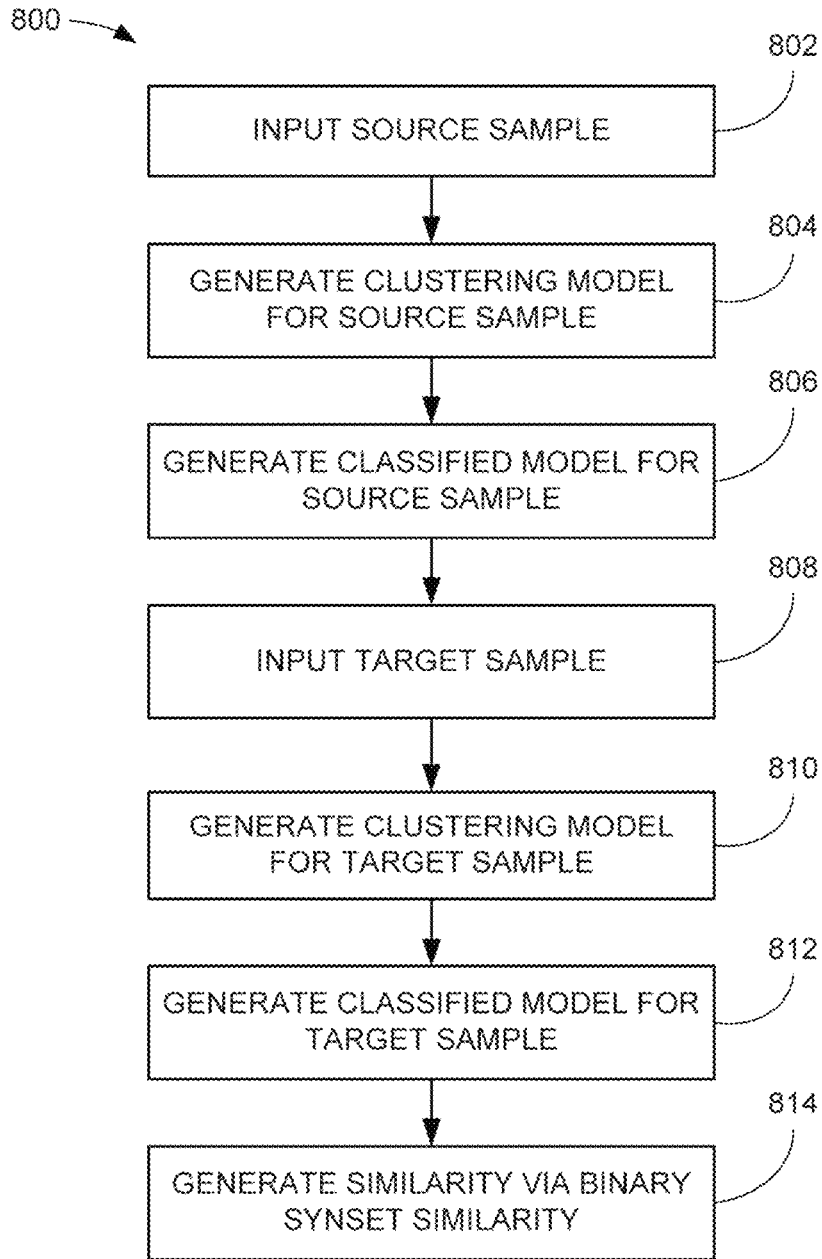 800
802
INPUT SOURCE SAMPLE
804
GENERATE CLUSTERING MODEL
FOR SOURCE SAMPLE
806
GENERATE CLASSIFIED MODEL FOR
SOURCE SAMPLE
808
INPUT TARGET SAMPLE
810
GENERATE CLUSTERING MODEL
FOR TARGET SAMPLE
812
GENERATE CLASSIFIED MODEL FOR
TARGET SAMPLE
814
GENERATE SIMILARITY VIA BINARY
SYNSET SIMILARITY